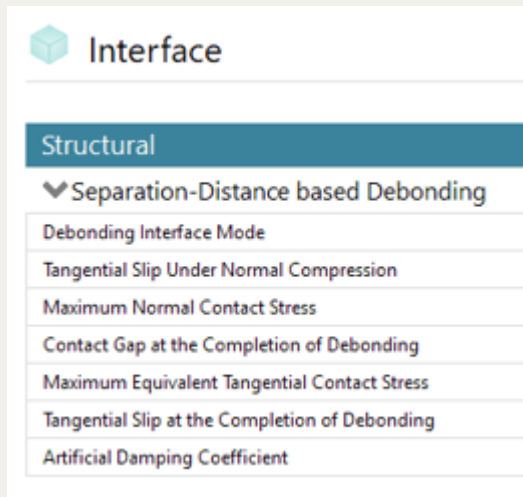 Interface
Structural
Separation-Distance based Debonding
Debonding Interface Mode
Tangential Slip Under Normal Compression
Maximum Normal Contact Stress
Contact Gap at the Completion of Debonding
Maximum Equivalent Tangential Contact Stress
Tangential Slip at the Completion of Debonding
Artificial Damping Coefficient